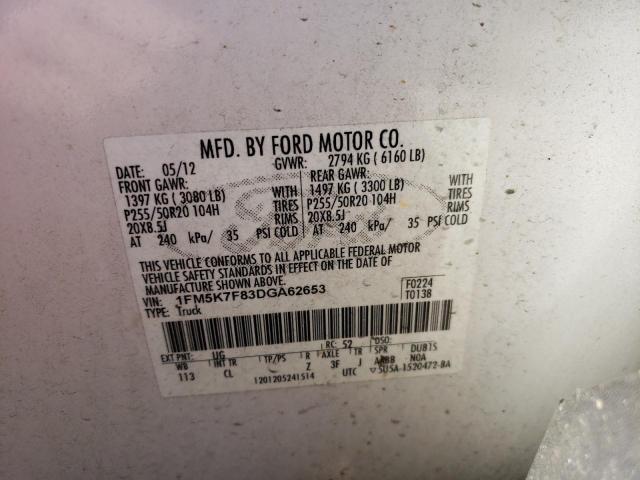 MFD. BY FORD MOTOR CO.
DATE: 05/12 GVWR: 2794 KG ( 6160 LB)
FRONT GAWR: REAR GAWR:
1397 KG ( 3080 LB) WITH 1497 KG ( 3300 LB) WITH
P255/50R20 104H TIRES P255/50R20 104H TIRES
20X8.5J RIMS 20X8.5J RIMS
AT 240 kPa/ 35 PSI COLD AT 240 kPa/ 35 PSI COLD
THIS VEHICLE CONFORMS TO ALL APPLICABLE FEDERAL MOTOR
VEHICLE SAFETY STANDARDS IN EFFECT ON THE DATE OF
MANUFACTURE SHOWN ABOVE.
VIN: 1FM5K7F83DGA62653 F0224
TYPE: Truck T0138
EXT PNT: UG RC: 52 DSO:
WB INT TR TP/PS R AXLE TR SPR DUB15
113 CL Z 3F J AABB N0A
1201205241514 UTC ▽5U5A-1520472-BA